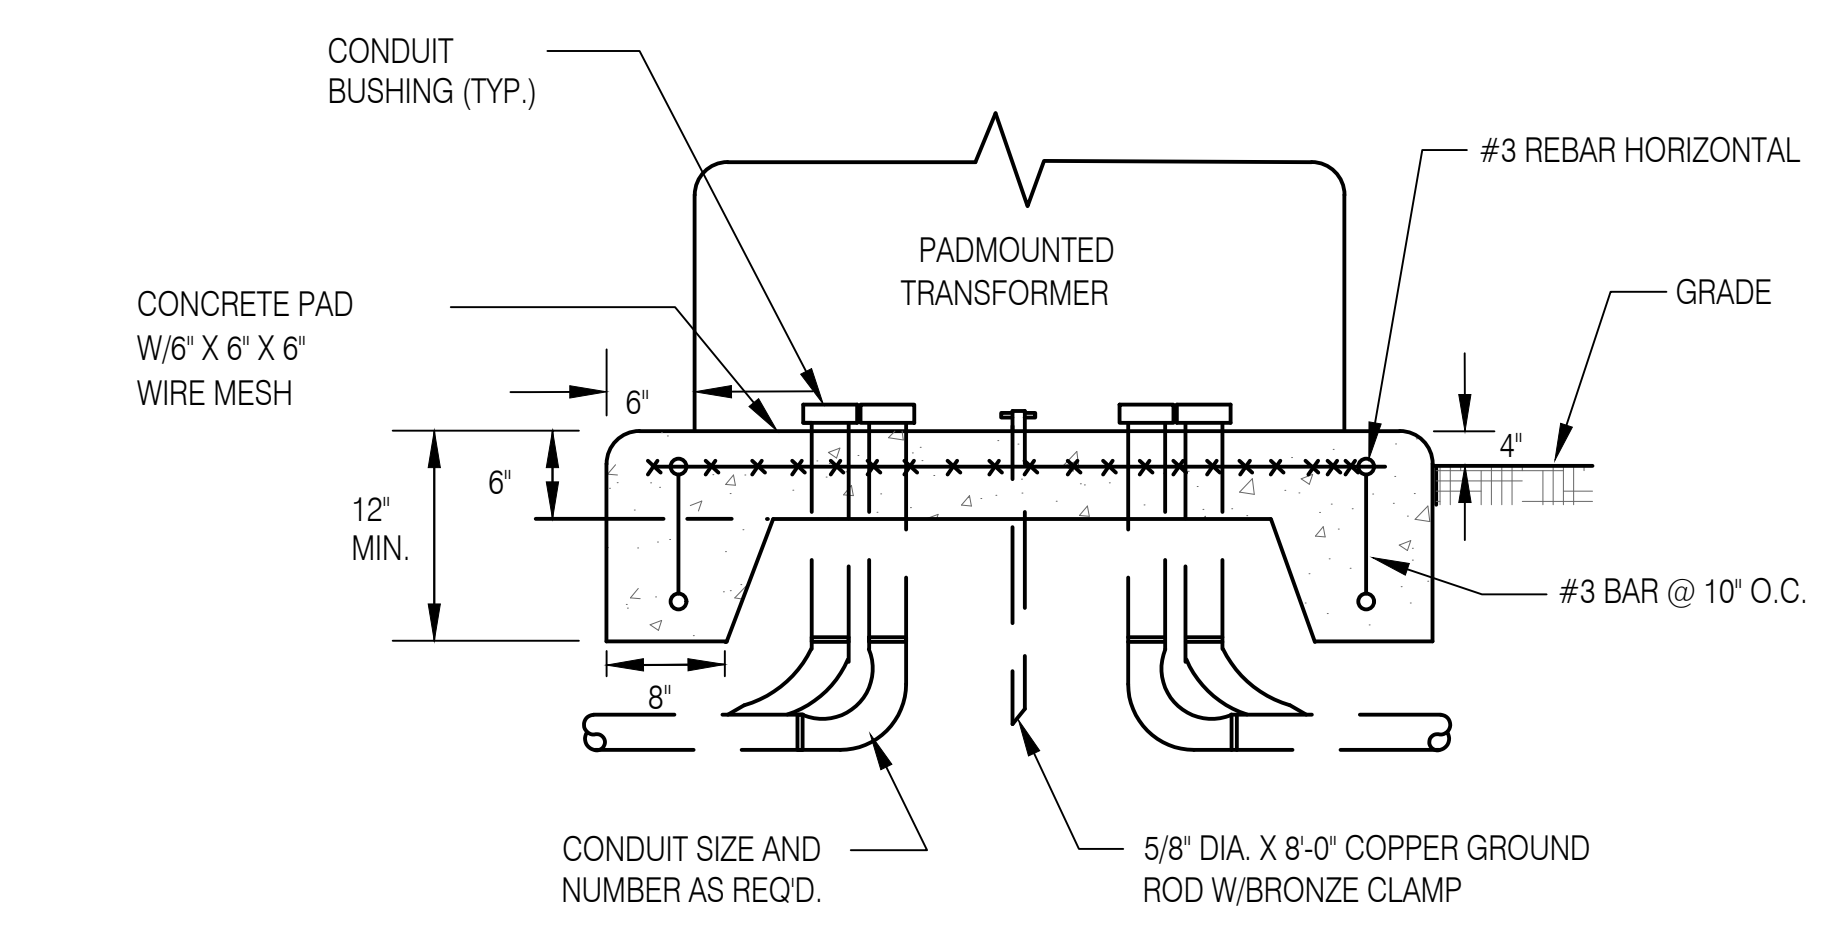 CONDUIT
BUSHING (TYP.)
#3 REBAR HORIZONTAL
PADMOUNTED
TRANSFORMER
GRADE
CONCRETE PAD
W/6" X 6" X 6"
WIRE MESH
6"
4"
6"
12"
MIN.
#3 BAR @ 10" O.C.
8"
CONDUIT SIZE AND
NUMBER AS REQ'D.
5/8" DIA. X 8'-0" COPPER GROUND
ROD W/BRONZE CLAMP